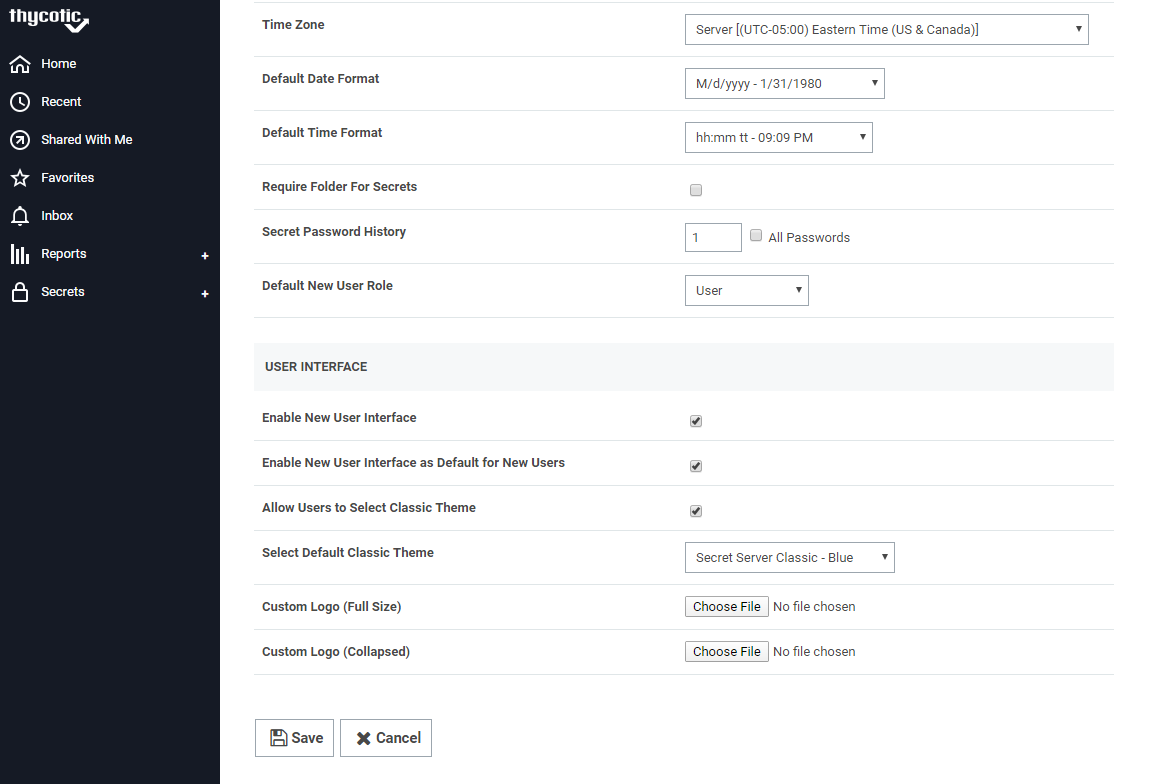 thycotic
Home
Recent
Shared With Me
Favorites
Inbox
Reports +
Secrets +
Time Zone Server [(UTC-05:00) Eastern Time (US & Canada)]
Default Date Format M/d/yyyy - 1/31/1980
Default Time Format hh:mm tt - 09:09 PM
Require Folder For Secrets
Secret Password History 1 All Passwords
Default New User Role User
USER INTERFACE
Enable New User Interface
Enable New User Interface as Default for New Users
Allow Users to Select Classic Theme
Select Default Classic Theme Secret Server Classic - Blue
Custom Logo (Full Size) Choose File No file chosen
Custom Logo (Collapsed) Choose File No file chosen
Save Cancel